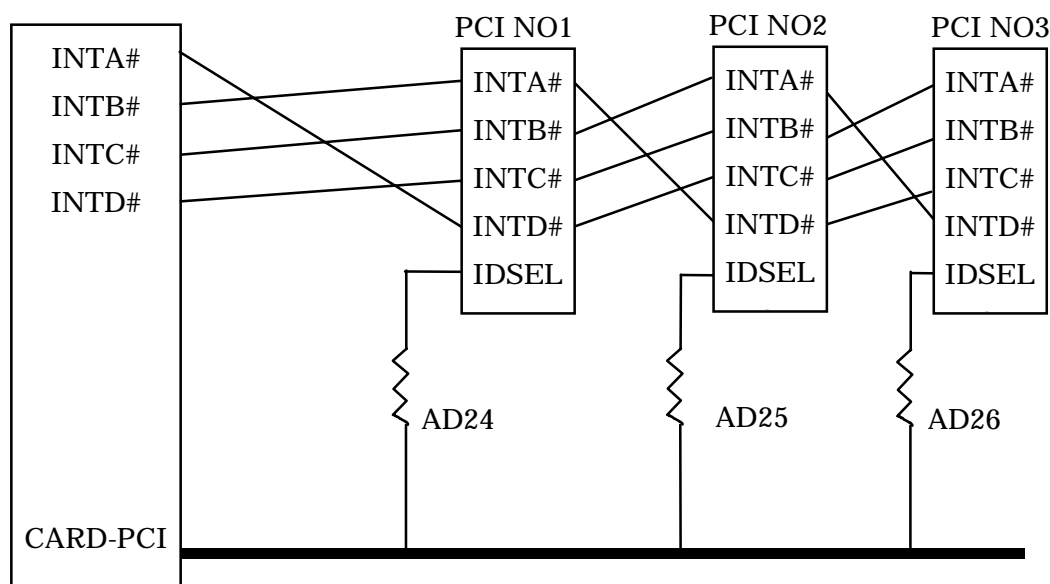 INTA#
INTB#
INTC#
INTD#
CARD-PCI
PCI NO1
INTA#
INTB#
INTC#
INTD#
IDSEL
AD24
PCI NO2
INTA#
INTB#
INTC#
INTD#
IDSEL
AD25
PCI NO3
INTA#
INTB#
INTC#
INTD#
IDSEL
AD26